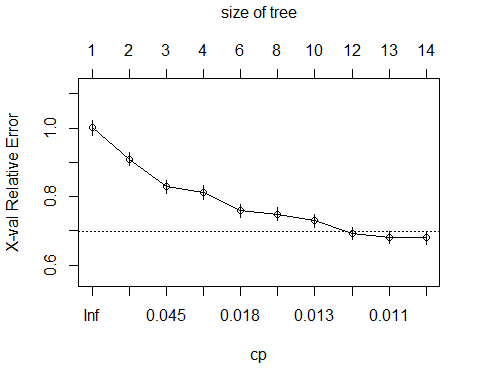 size of tree
1 2 3 4 6 8 10 12 13 14
X-val Relative Error
1.0
0.8
0.6
Inf 0.045 0.018 0.013 0.011
cp